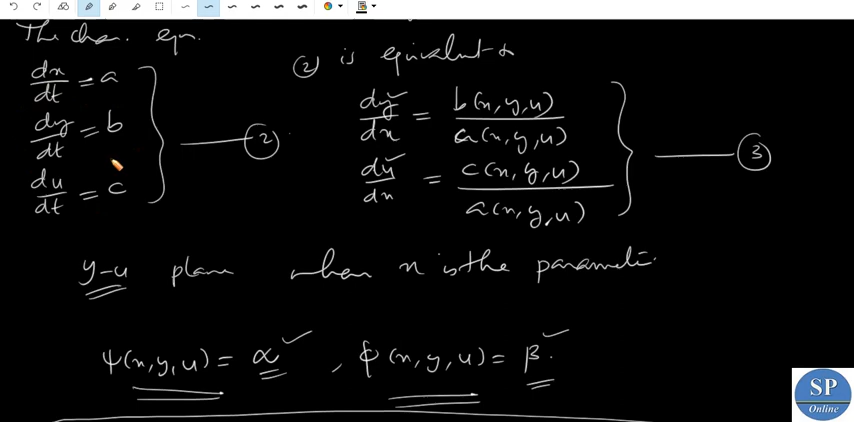 The char. eqn.
dx/dt = a
dy/dt = b
du/dt = c
2
2 is equivalent to
dy/dx = b(x, y, u)/a(x, y, u)
du/dx = c(x, y, u)/a(x, y, u)
3
y-u plane when x is the parameter.
ψ(x, y, u) = α , ϕ(x, y, u) = β.
SP
Online